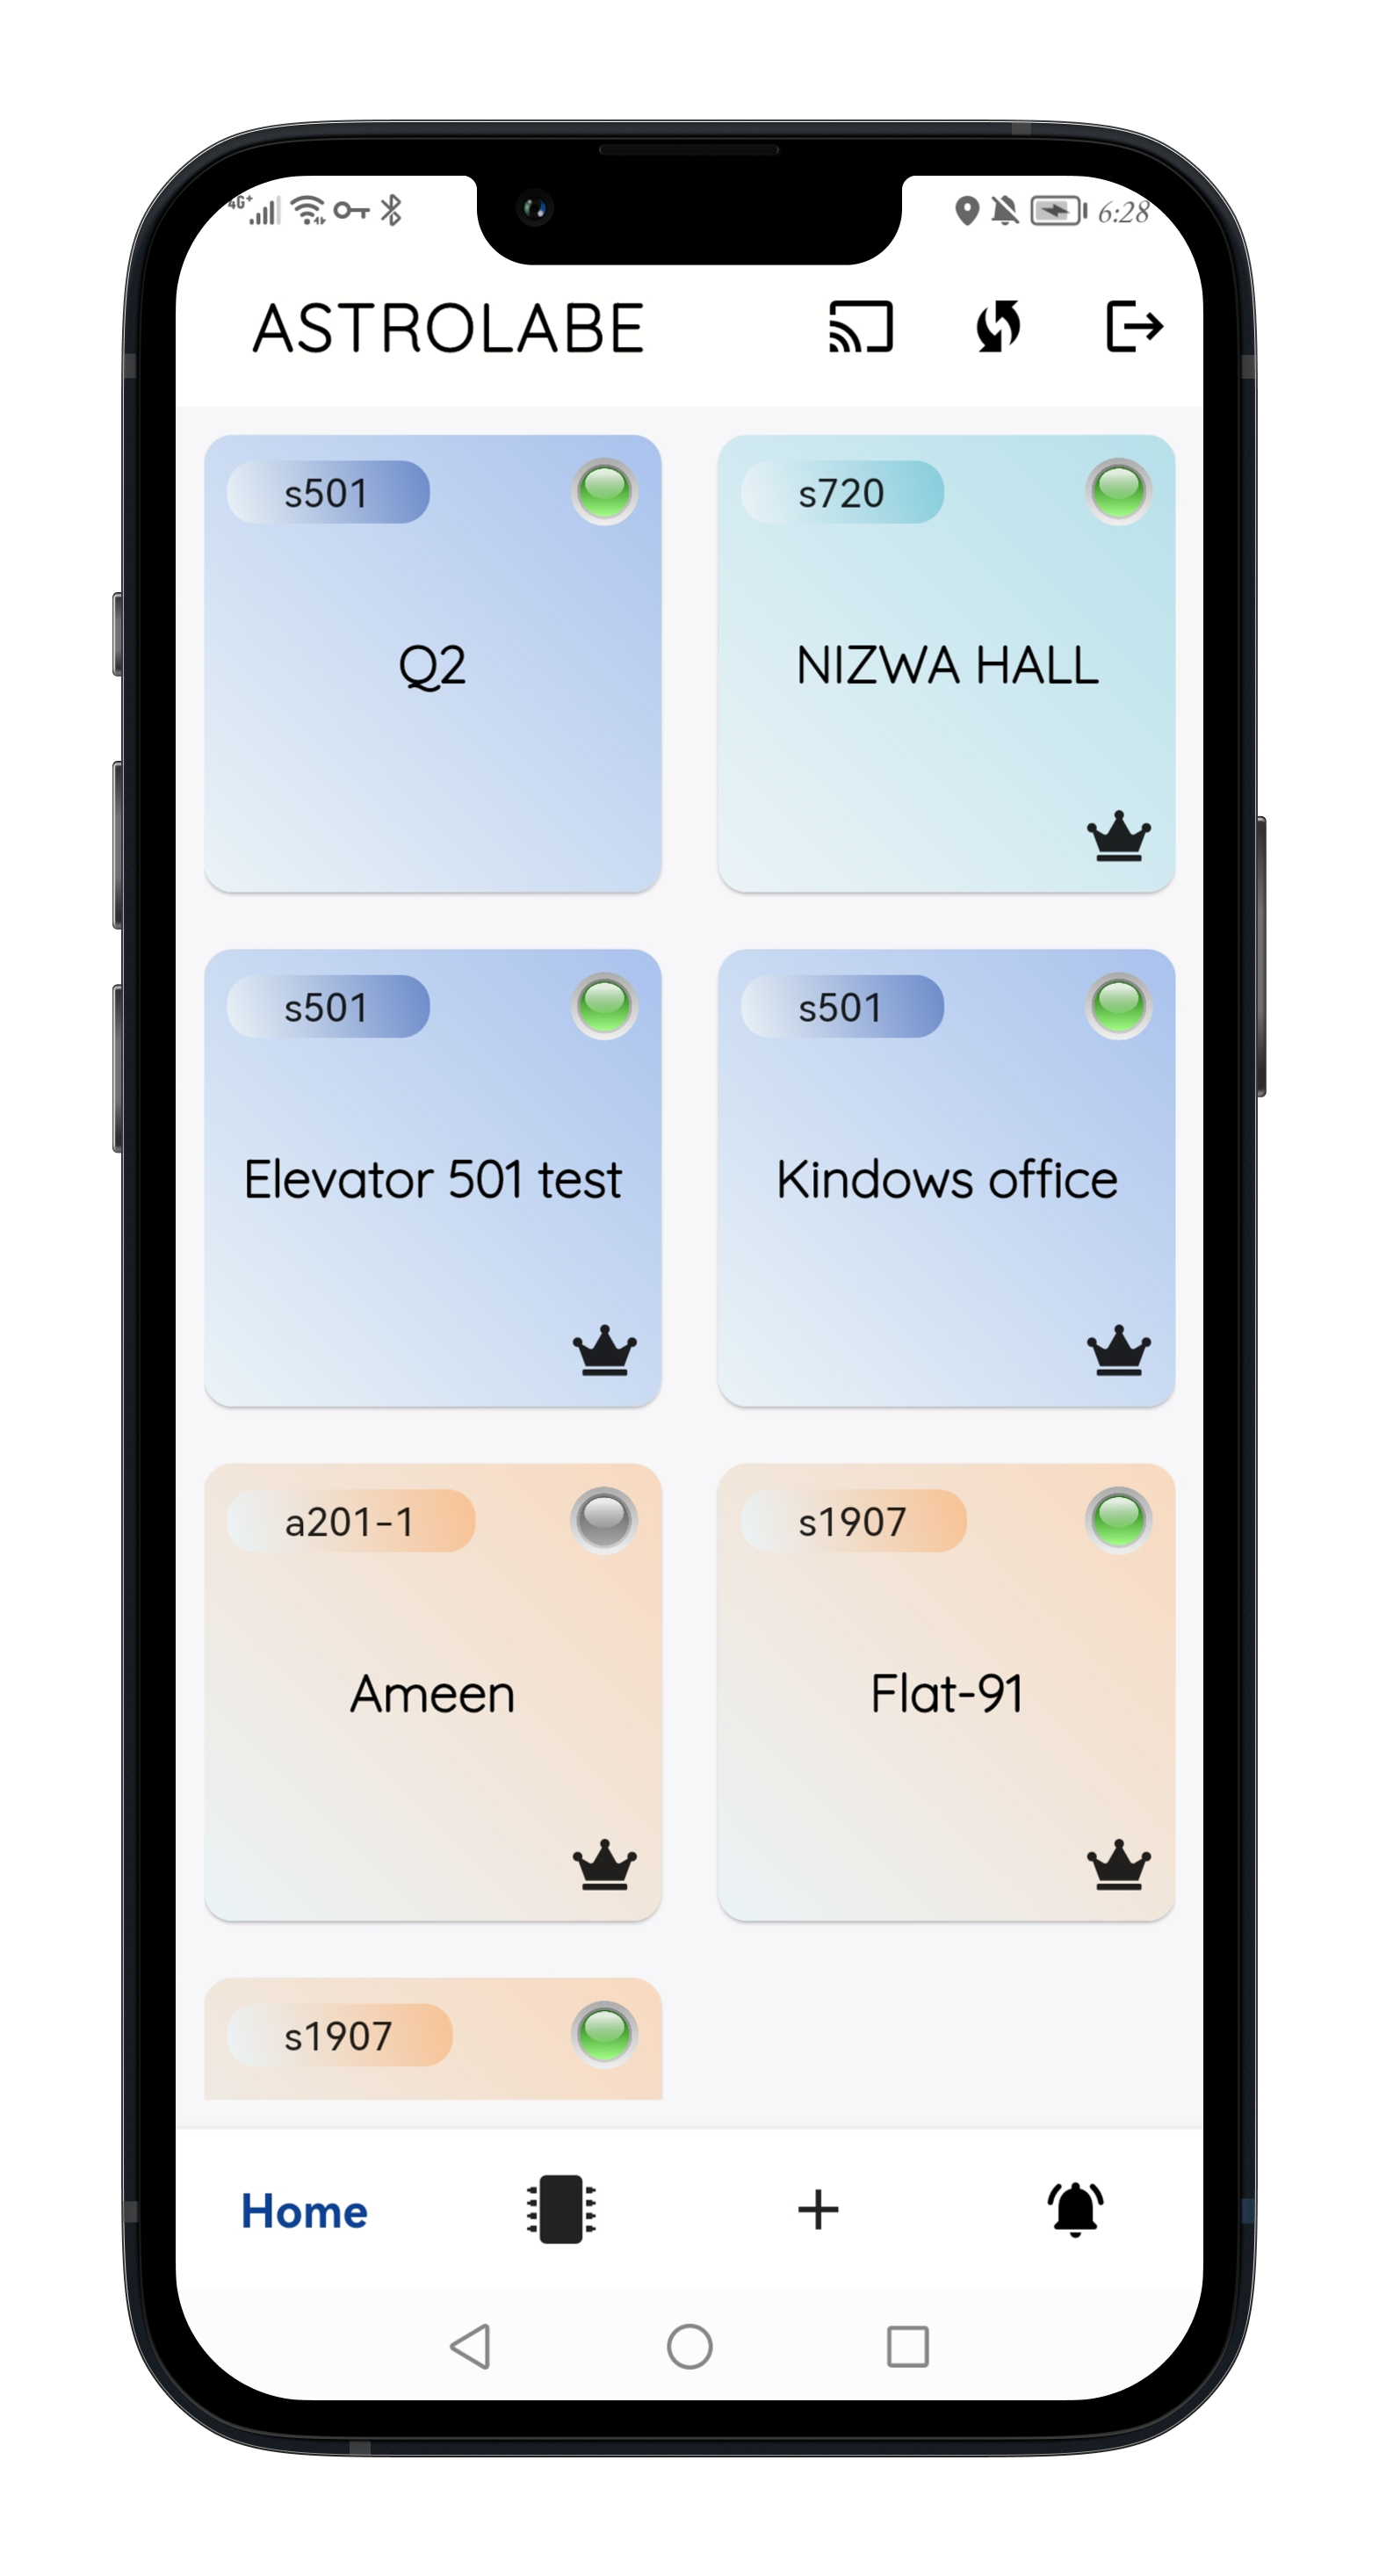 4G+ 6:28
ASTROLABE
s501
Q2
s720
NIZWA HALL
s501
Elevator 501 test
s501
Kindows office
a201-1
Ameen
s1907
Flat-91
s1907
Home